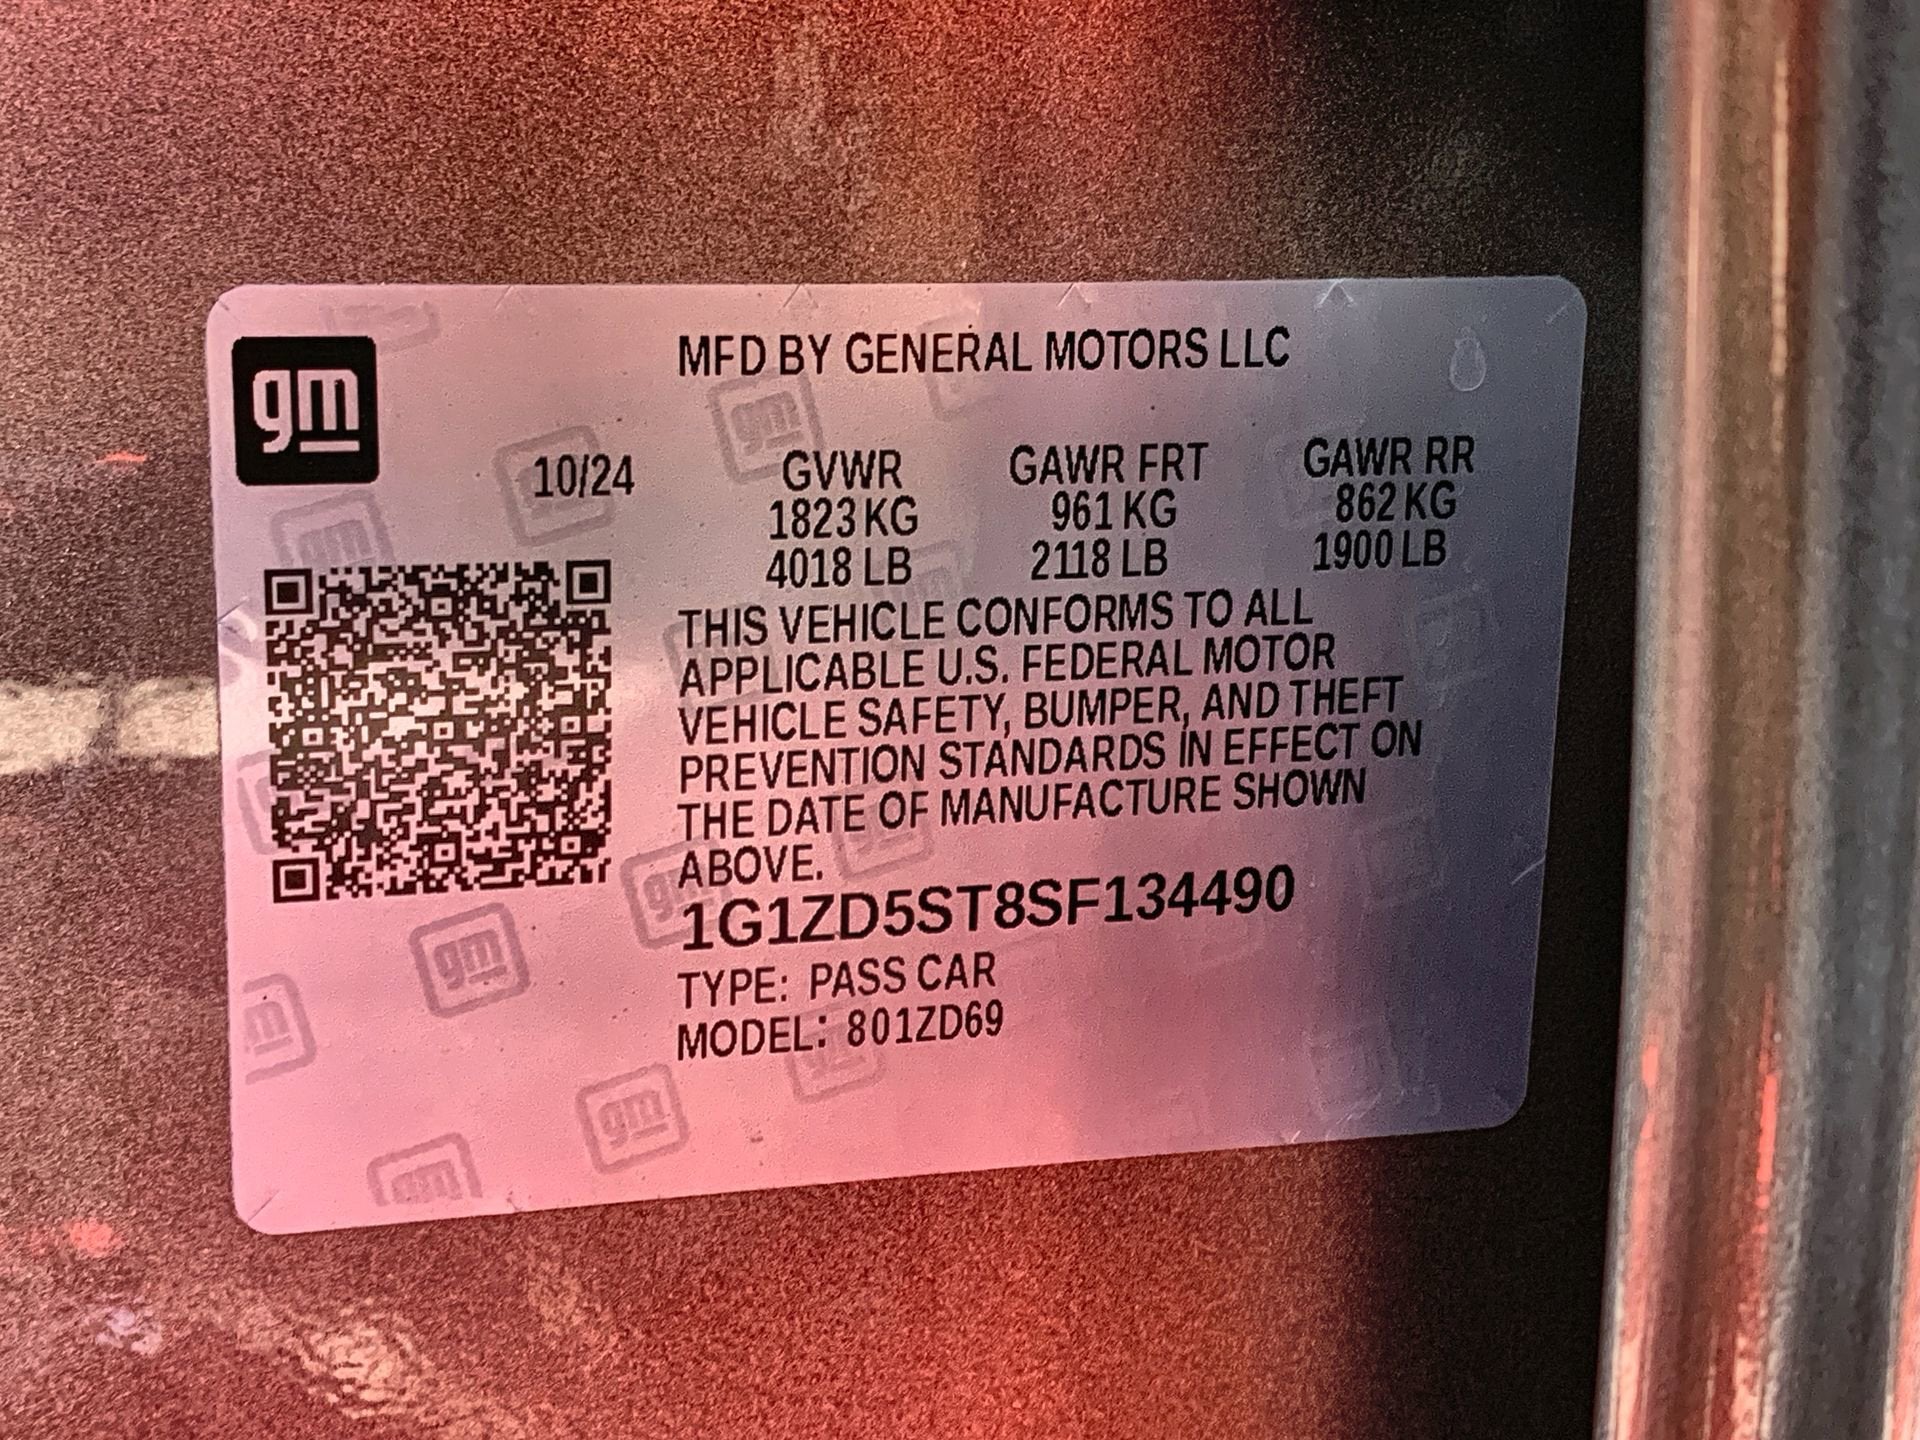 gm
MFD BY GENERAL MOTORS LLC
10/24 GVWR GAWR FRT GAWR RR
1823 KG 961 KG 862 KG
4018 LB 2118 LB 1900 LB
THIS VEHICLE CONFORMS TO ALL
APPLICABLE U.S. FEDERAL MOTOR
VEHICLE SAFETY, BUMPER, AND THEFT
PREVENTION STANDARDS IN EFFECT ON
THE DATE OF MANUFACTURE SHOWN
ABOVE.
1G1ZD5ST8SF134490
TYPE: PASS CAR
MODEL: 801ZD69